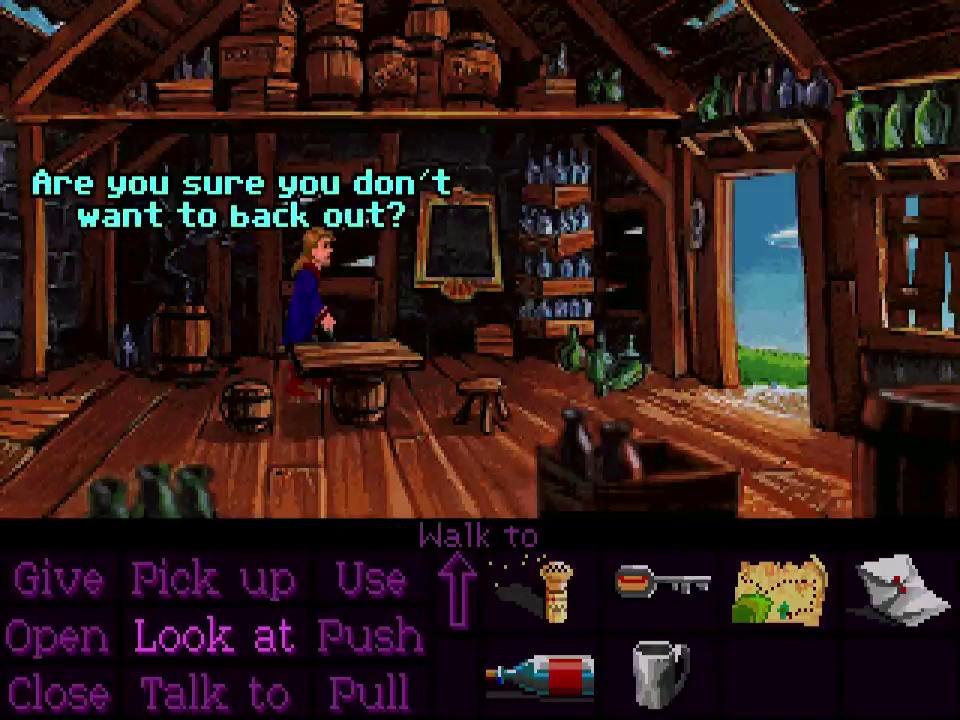 Are you sure you don't
want to back out?
Walk to
Give Pick up Use
Open Look at Push
Close Talk to Pull